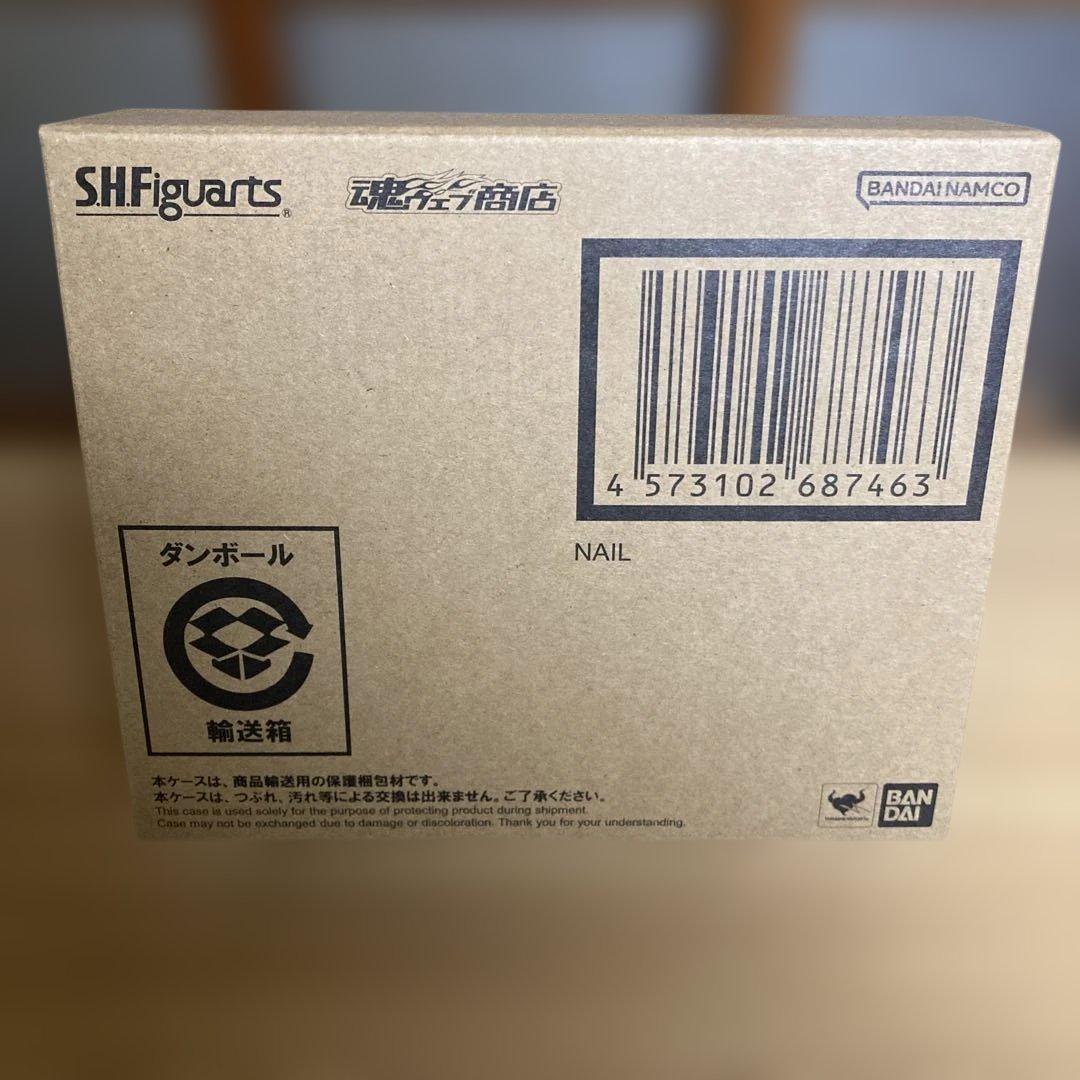 S.H.Figuarts®
魂ウェブ商店
BANDAI NAMCO
4 573102 687463
NAIL
ダンボール
輸送箱
本ケースは、商品輸送用の保護梱包材です。
本ケースは、つぶれ、汚れ等による交換は出来ません。ご了承ください。
This case is used solely for the purpose of protecting product during shipment.
Case may not be exchanged due to damage or discoloration. Thank you for your understanding.
BAN
DAI